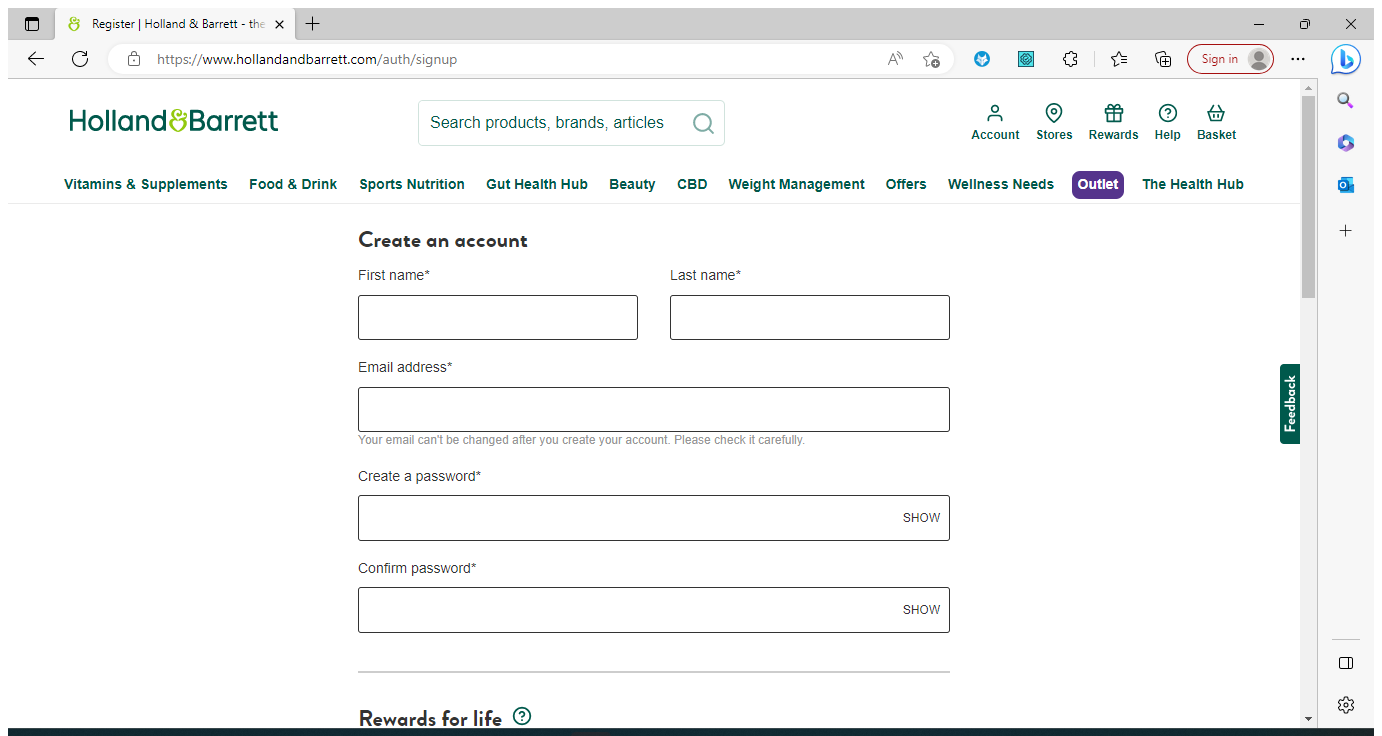 Register | Holland & Barrett - the
https://www.hollandandbarrett.com/auth/signup
Sign in
Holland&Barrett
Search products, brands, articles
Account
Stores
Rewards
Help
Basket
Vitamins & Supplements
Food & Drink
Sports Nutrition
Gut Health Hub
Beauty
CBD
Weight Management
Offers
Wellness Needs
Outlet
The Health Hub
Create an account
First name*
Last name*
Email address*
Your email can't be changed after you create your account. Please check it carefully.
Create a password*
SHOW
Confirm password*
SHOW
Rewards for life
Feedback